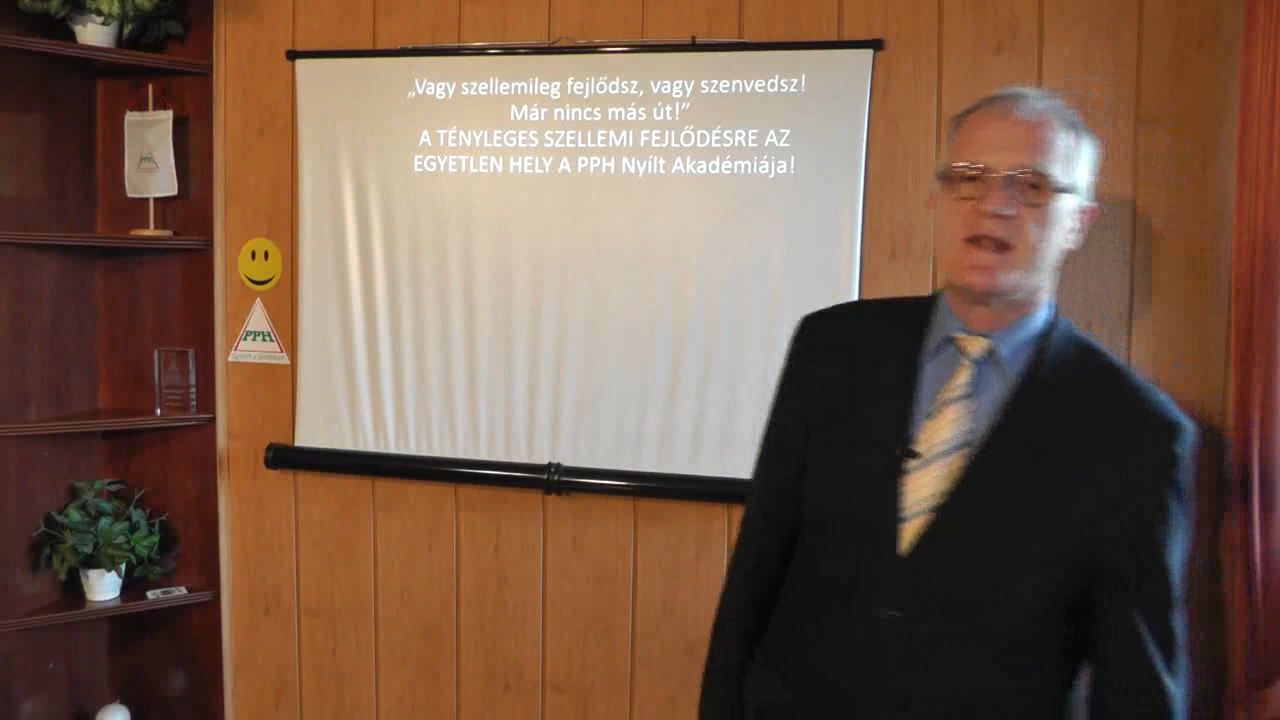 „Vagy szellemileg fejlődsz, vagy szenvedsz!
Már nincs más út!”
A TÉNYLEGES SZELLEMI FEJLŐDÉSRE AZ
EGYETLEN HELY A PPH Nyílt Akadémiája!
PPH